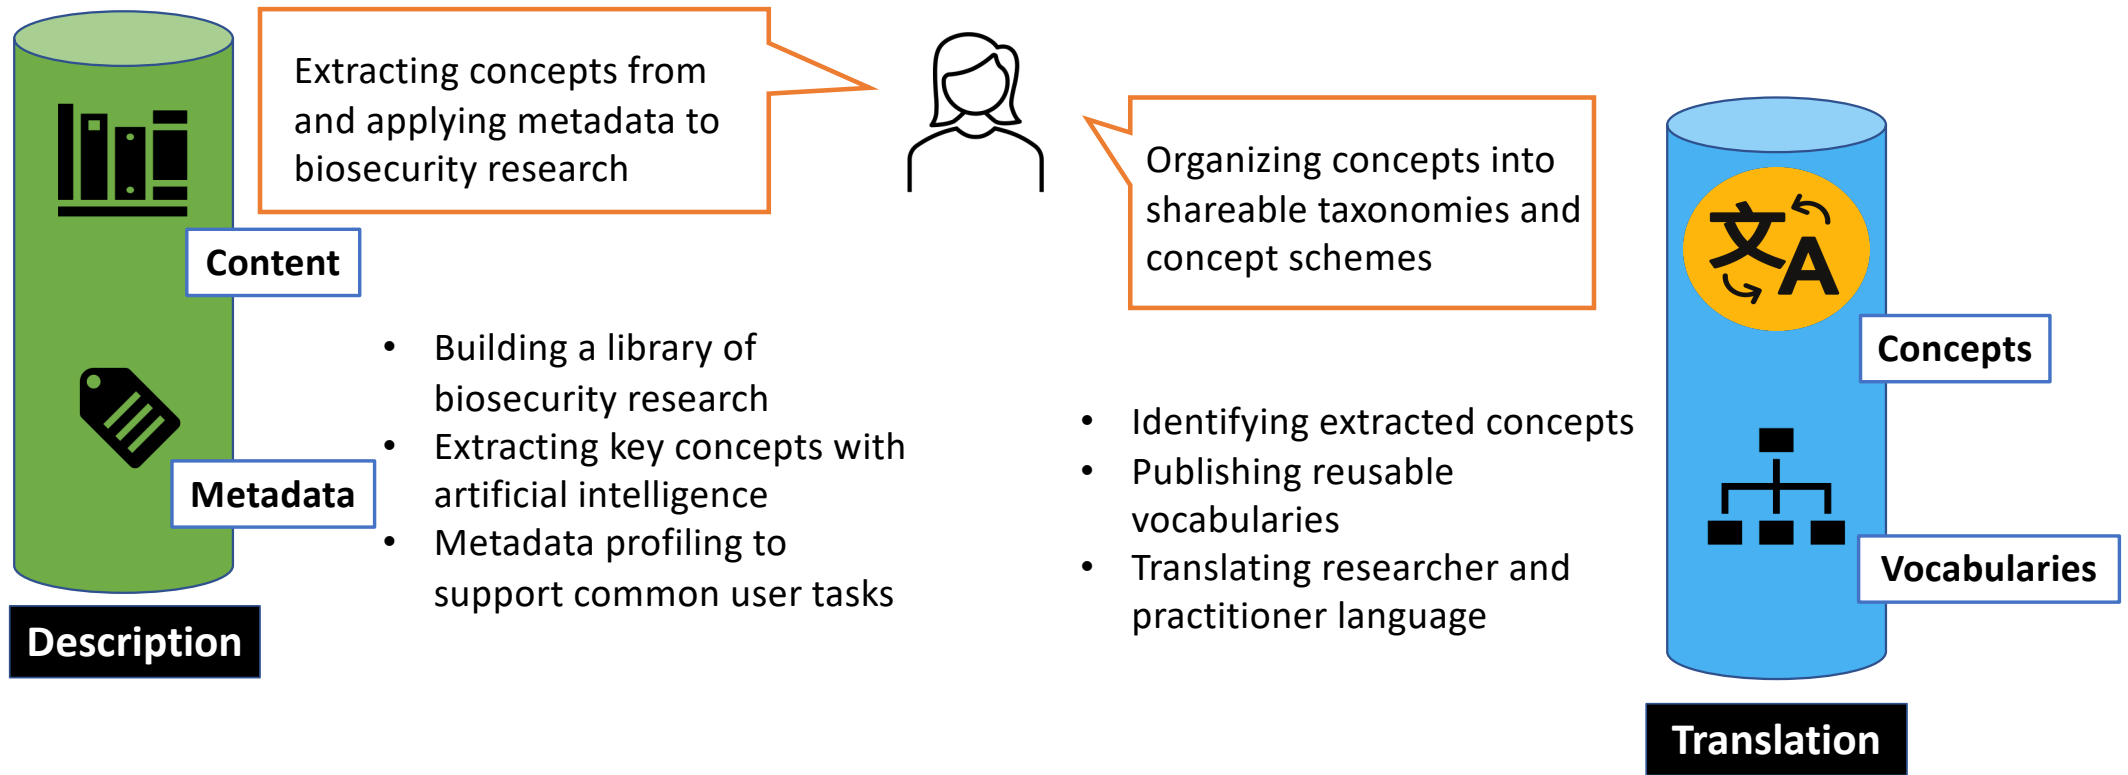 Extracting concepts from
and applying metadata to
biosecurity research
Content
Metadata
• Building a library of
biosecurity research
• Extracting key concepts with
artificial intelligence
• Metadata profiling to
support common user tasks
Description
Organizing concepts into
shareable taxonomies and
concept schemes
• Identifying extracted concepts
• Publishing reusable
vocabularies
• Translating researcher and
practitioner language
文A
Concepts
Vocabularies
Translation